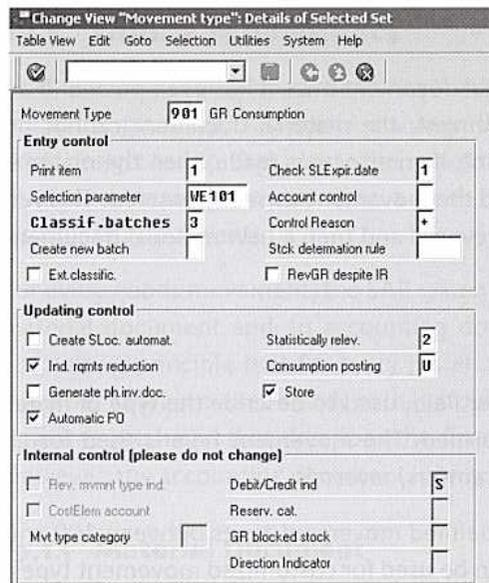 Change View "Movement type": Details of Selected Set
Table View Edit Goto Selection Utilities System Help
Movement Type 901 GR Consumption
Entry control
Print item 1 Check SLExpir.date 1
Selection parameter WE101 Account control
Classif.batches 3 Control Reason +
Create new batch Stck determation rule
Ext.classific. RevGR despite IR
Updating control
Create SLoc. automat. Statistically relev. 2
Ind. rqmts reduction Consumption posting U
Generate ph.inv.doc. Store
Automatic PO
Internal control (please do not change)
Rev. mvmnt type ind. Debit/Credit ind S
CostElem account Reserv. cat.
Mvt type category GR blocked stock
Direction Indicator